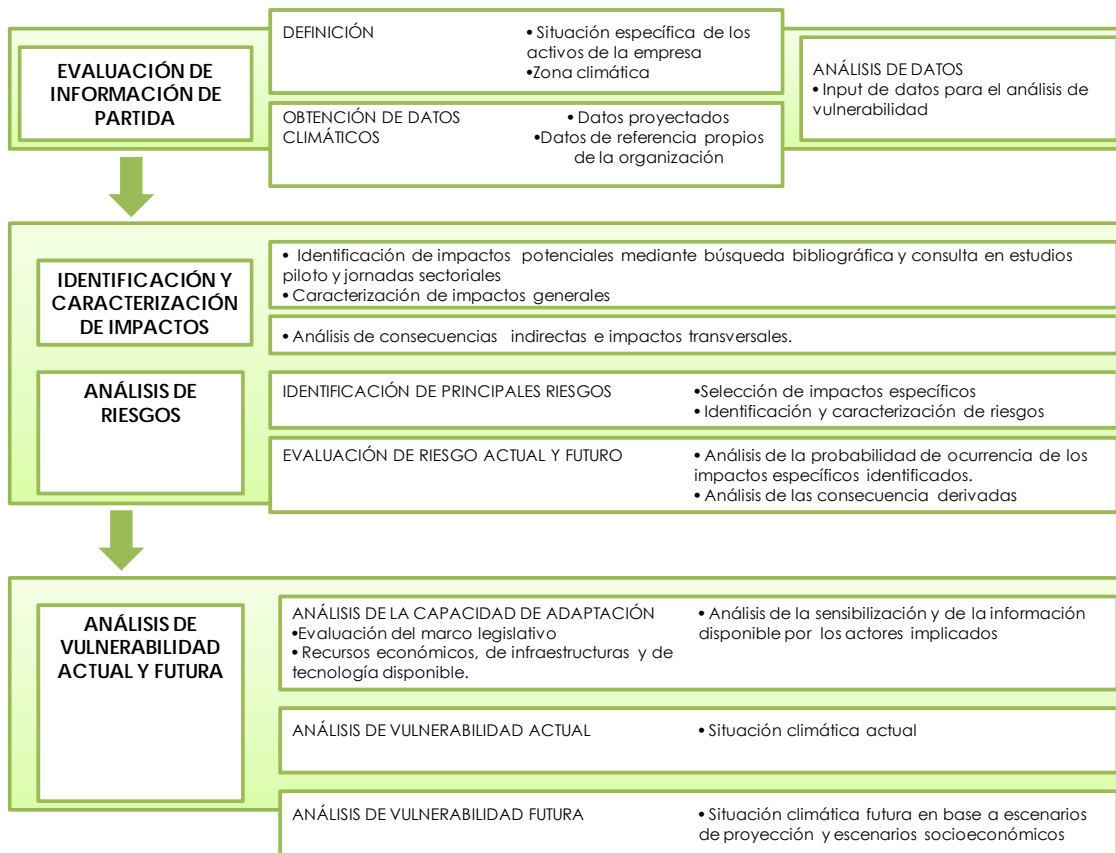 EVALUACIÓN DE
INFORMACIÓN DE
PARTIDA
DEFINICIÓN
• Situación específica de los
activos de la empresa
•Zona climática
OBTENCIÓN DE DATOS
CLIMÁTICOS
• Datos proyectados
•Datos de referencia propios
de la organización
ANÁLISIS DE DATOS
• Input de datos para el análisis de
vulnerabilidad
IDENTIFICACIÓN Y
CARACTERIZACIÓN
DE IMPACTOS
• Identificación de impactos potenciales mediante búsqueda bibliográfica y consulta en estudios
piloto y jornadas sectoriales
• Caracterización de impactos generales
• Análisis de consecuencias indirectas e impactos transversales.
ANÁLISIS DE
RIESGOS
IDENTIFICACIÓN DE PRINCIPALES RIESGOS
•Selección de impactos específicos
• Identificación y caracterización de riesgos
EVALUACIÓN DE RIESGO ACTUAL Y FUTURO
• Análisis de la probabilidad de ocurrencia de los
impactos específicos identificados.
• Análisis de las consecuencia derivadas
ANÁLISIS DE
VULNERABILIDAD
ACTUAL Y FUTURA
ANÁLISIS DE LA CAPACIDAD DE ADAPTACIÓN
•Evaluación del marco legislativo
• Recursos económicos, de infraestructuras y de
tecnología disponible.
• Análisis de la sensibilización y de la información
disponible por los actores implicados
ANÁLISIS DE VULNERABILIDAD ACTUAL
• Situación climática actual
ANÁLISIS DE VULNERABILIDAD FUTURA
• Situación climática futura en base a escenarios
de proyección y escenarios socioeconómicos